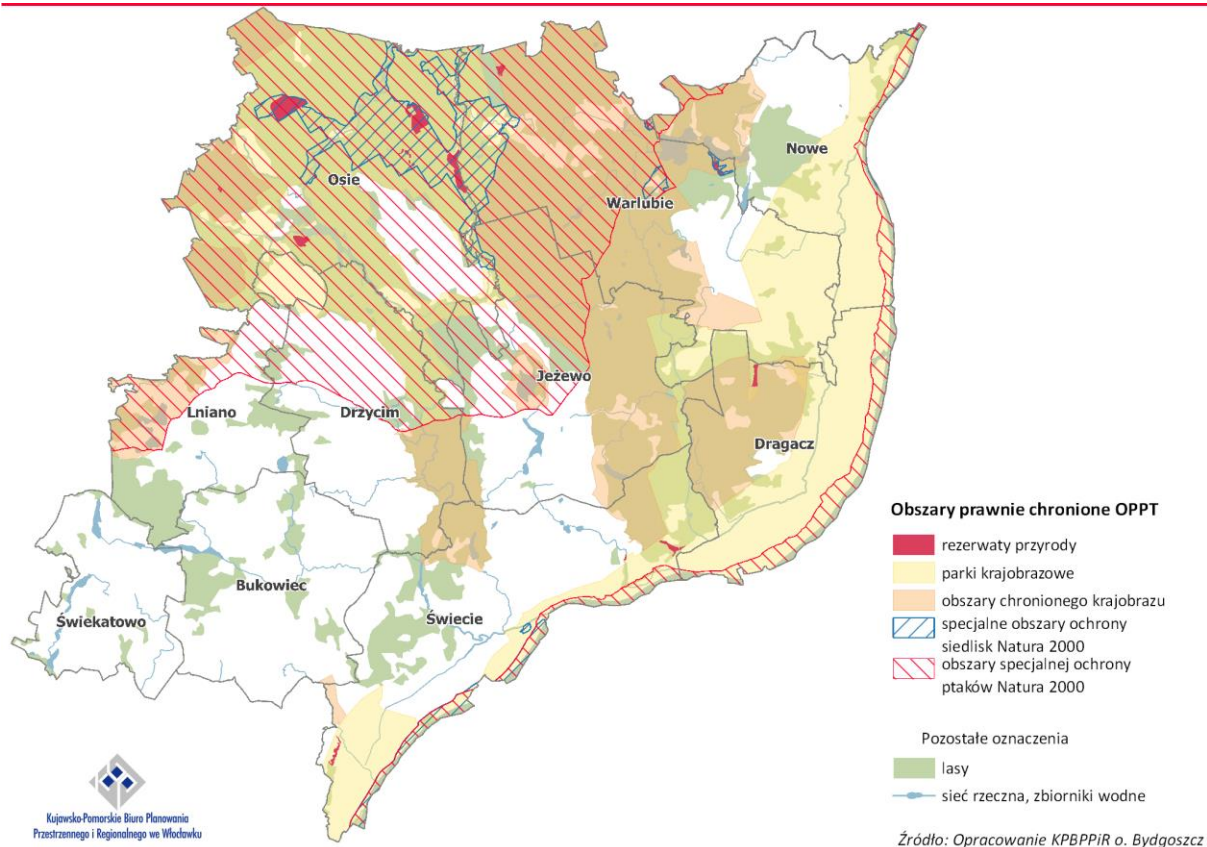 Nowe
Osie
Warlubie
Jeżewo
Lniano
Drzycim
Dragacz
Bukowiec
Świekatowo
Świecie
Obszary prawnie chronione OPPT
rezerwaty przyrody
parki krajobrazowe
obszary chronionego krajobrazu
specjalne obszary ochrony
siedlisk Natura 2000
obszary specjalnej ochrony
ptaków Natura 2000
Pozostałe oznaczenia
lasy
sieć rzeczna, zbiorniki wodne
Kujawsko-Pomorskie Biuro Planowania
Przestrzennego i Regionalnego we Włocławku
Źródło: Opracowanie KPBPPiR o. Bydgoszcz